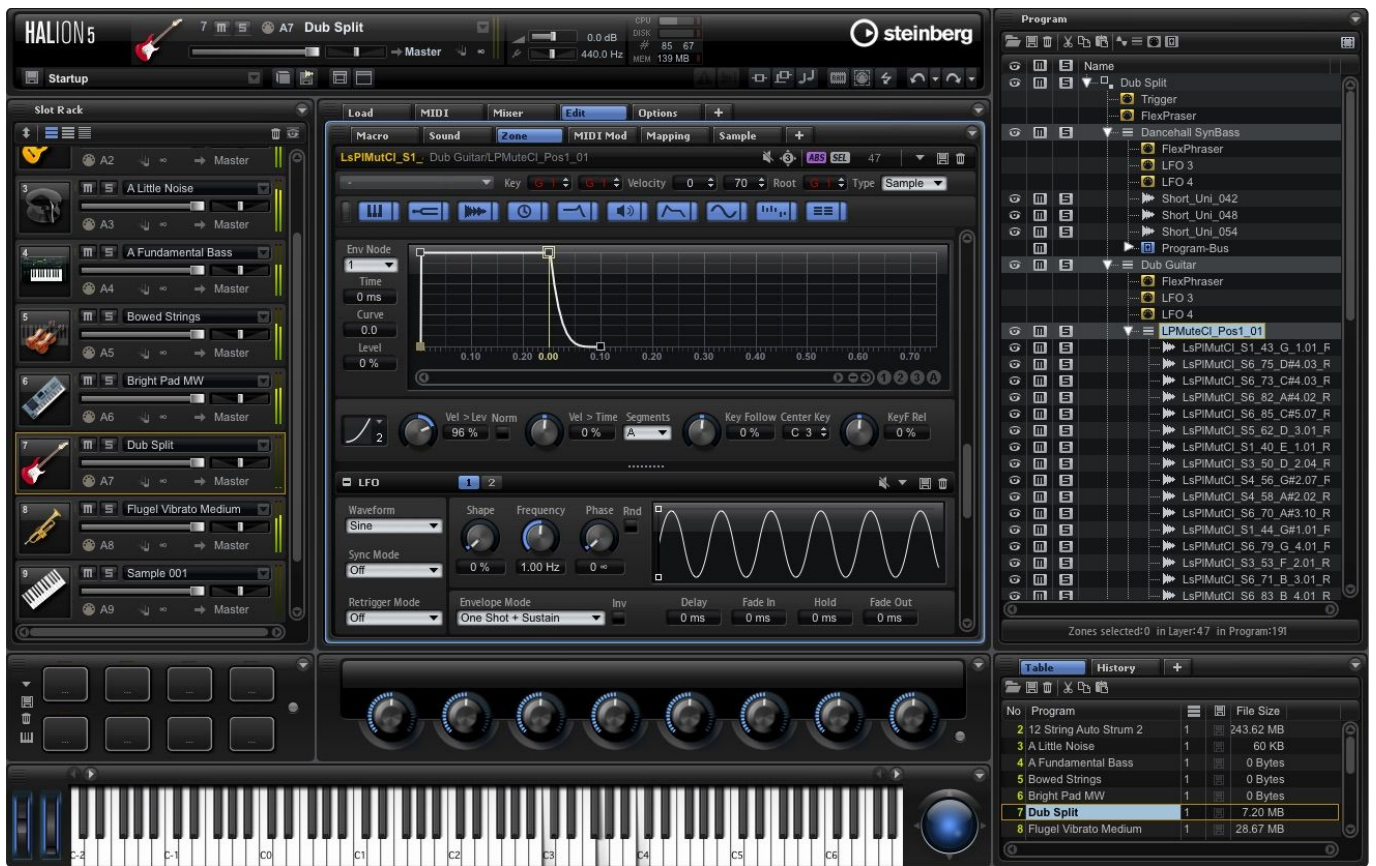 HALION 5
7 m S A7 Dub Split
Master
0.0 dB
440.0 Hz
CPU
DISK
# 85 67
MEM 139 MB
steinberg
Startup
RAM
Slot Rack
A2 Master
3 m S A Little Noise
A3 Master
4 m S A Fundamental Bass
A4 Master
5 m S Bowed Strings
A5 Master
6 m S Bright Pad MW
A6 Master
7 m S Dub Split
A7 Master
8 m S Flugel Vibrato Medium
A8 Master
9 m S Sample 001
A9 Master
Load MIDI Mixer Edit Options +
Macro Sound Zone MIDI Mod Mapping Sample +
LsPlMutCl_S1_ Dub Guitar/LPMuteCl_Pos1_01 ABS SEL 47
Key G 1 G 1 Velocity 0 70 Root G 1 Type Sample
Env Node
1
Time
0 ms
Curve
0.0
Level
0 %
0.10 0.20 0.00 0.10 0.20 0.30 0.40 0.50 0.60 0.70
1 2 3 A
2
Vel > Lev Norm Vel > Time Segments Key Follow Center Key KeyF Rel
96 % 0 % A 0 % C 3 0 %
LFO 1 2
Waveform Shape Frequency Phase Rnd
Sine
Sync Mode
0 % 1.00 Hz 0
Off
Retrigger Mode Envelope Mode Inv Delay Fade In Hold Fade Out
Off One Shot + Sustain 0 ms 0 ms 0 ms 0 ms
Program
m S Name
m S Dub Split
Trigger
FlexPraser
m S Dancehall SynBass
FlexPhraser
LFO 3
LFO 4
m S Short_Uni_042
m S Short_Uni_048
m S Short_Uni_054
m Program-Bus
m S Dub Guitar
FlexPhraser
LFO 3
LFO 4
m S LPMuteCl_Pos1_01
m S LsPlMutCl_S1_43_G_1.01_R
m S LsPlMutCl_S6_75_D#4.03_R
m S LsPlMutCl_S6_73_C#4.03_R
m S LsPlMutCl_S6_82_A#4.02_R
m S LsPlMutCl_S6_85_C#5.07_R
m S LsPlMutCl_S5_62_D_3.01_R
m S LsPlMutCl_S1_40_E_1.01_R
m S LsPlMutCl_S3_50_D_2.04_R
m S LsPlMutCl_S4_56_G#2.07_R
m S LsPlMutCl_S4_58_A#2.02_R
m S LsPlMutCl_S6_70_A#3.10_R
m S LsPlMutCl_S1_44_G#1.01_R
m S LsPlMutCl_S6_79_G_4.01_R
m S LsPlMutCl_S3_53_F_2.01_R
m S LsPlMutCl_S6_71_B_3.01_R
m S LsPlMutCl_S6_83_B_4.01_R
Zones selected:0 in Layer:47 in Program:191
... ... ... ...
... ... ... ...
C-2 C-1 C0 C1 C2 C3 C4 C5 C6
Table History +
No Program File Size
2 12 String Auto Strum 2 1 243.62 MB
3 A Little Noise 1 60 KB
4 A Fundamental Bass 1 0 Bytes
5 Bowed Strings 1 0 Bytes
6 Bright Pad MW 1 0 Bytes
7 Dub Split 1 7.20 MB
8 Flugel Vibrato Medium 1 28.67 MB